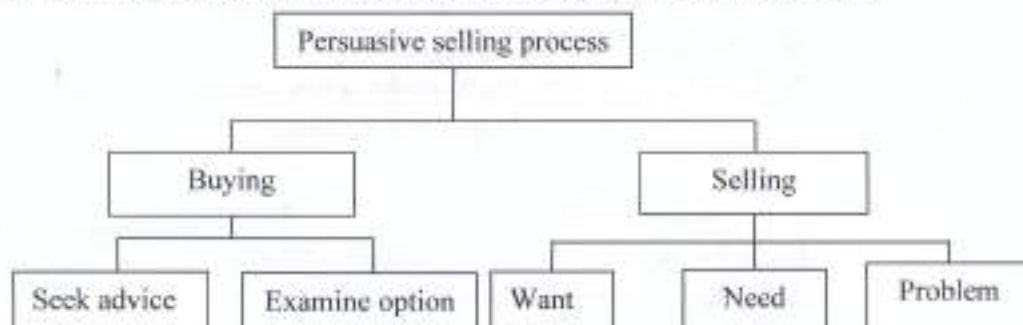 Persuasive selling process
Buying
Selling
Seek advice
Examine option
Want
Need
Problem